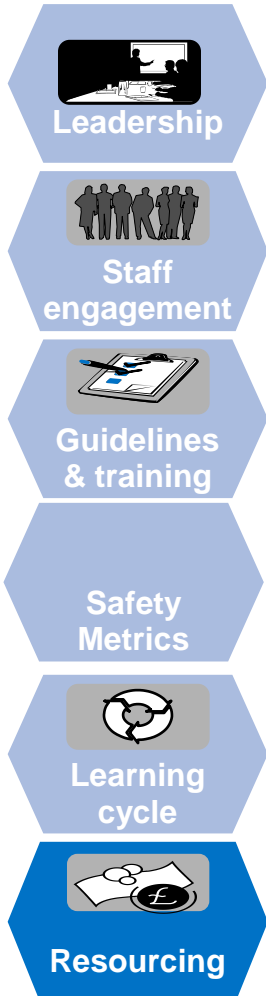 Leadership
Staff
engagement
Guidelines
& training
Safety
Metrics
Learning
cycle
£
Resourcing